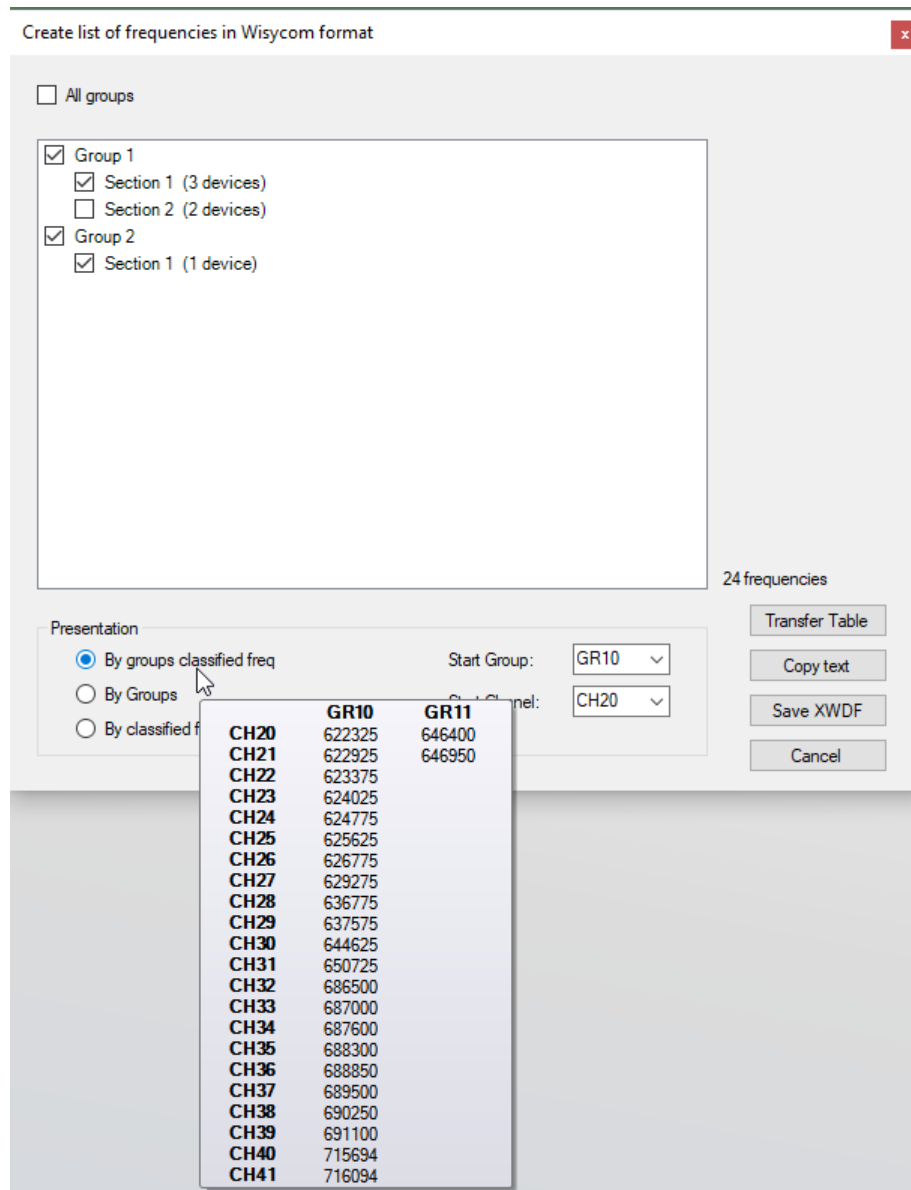 Create list of frequencies in Wisycom format
x
All groups
Group 1
Section 1 (3 devices)
Section 2 (2 devices)
Group 2
Section 1 (1 device)
24 frequencies
Presentation
By groups classified freq
By Groups
By classified f
Start Group:
GR10
nel:
CH20
Transfer Table
Copy text
Save XWDF
Cancel
GR10 GR11
CH20 622325 646400
CH21 622925 646950
CH22 623375
CH23 624025
CH24 624775
CH25 625625
CH26 626775
CH27 629275
CH28 636775
CH29 637575
CH30 644625
CH31 650725
CH32 686500
CH33 687000
CH34 687600
CH35 688300
CH36 688850
CH37 689500
CH38 690250
CH39 691100
CH40 715694
CH41 716094